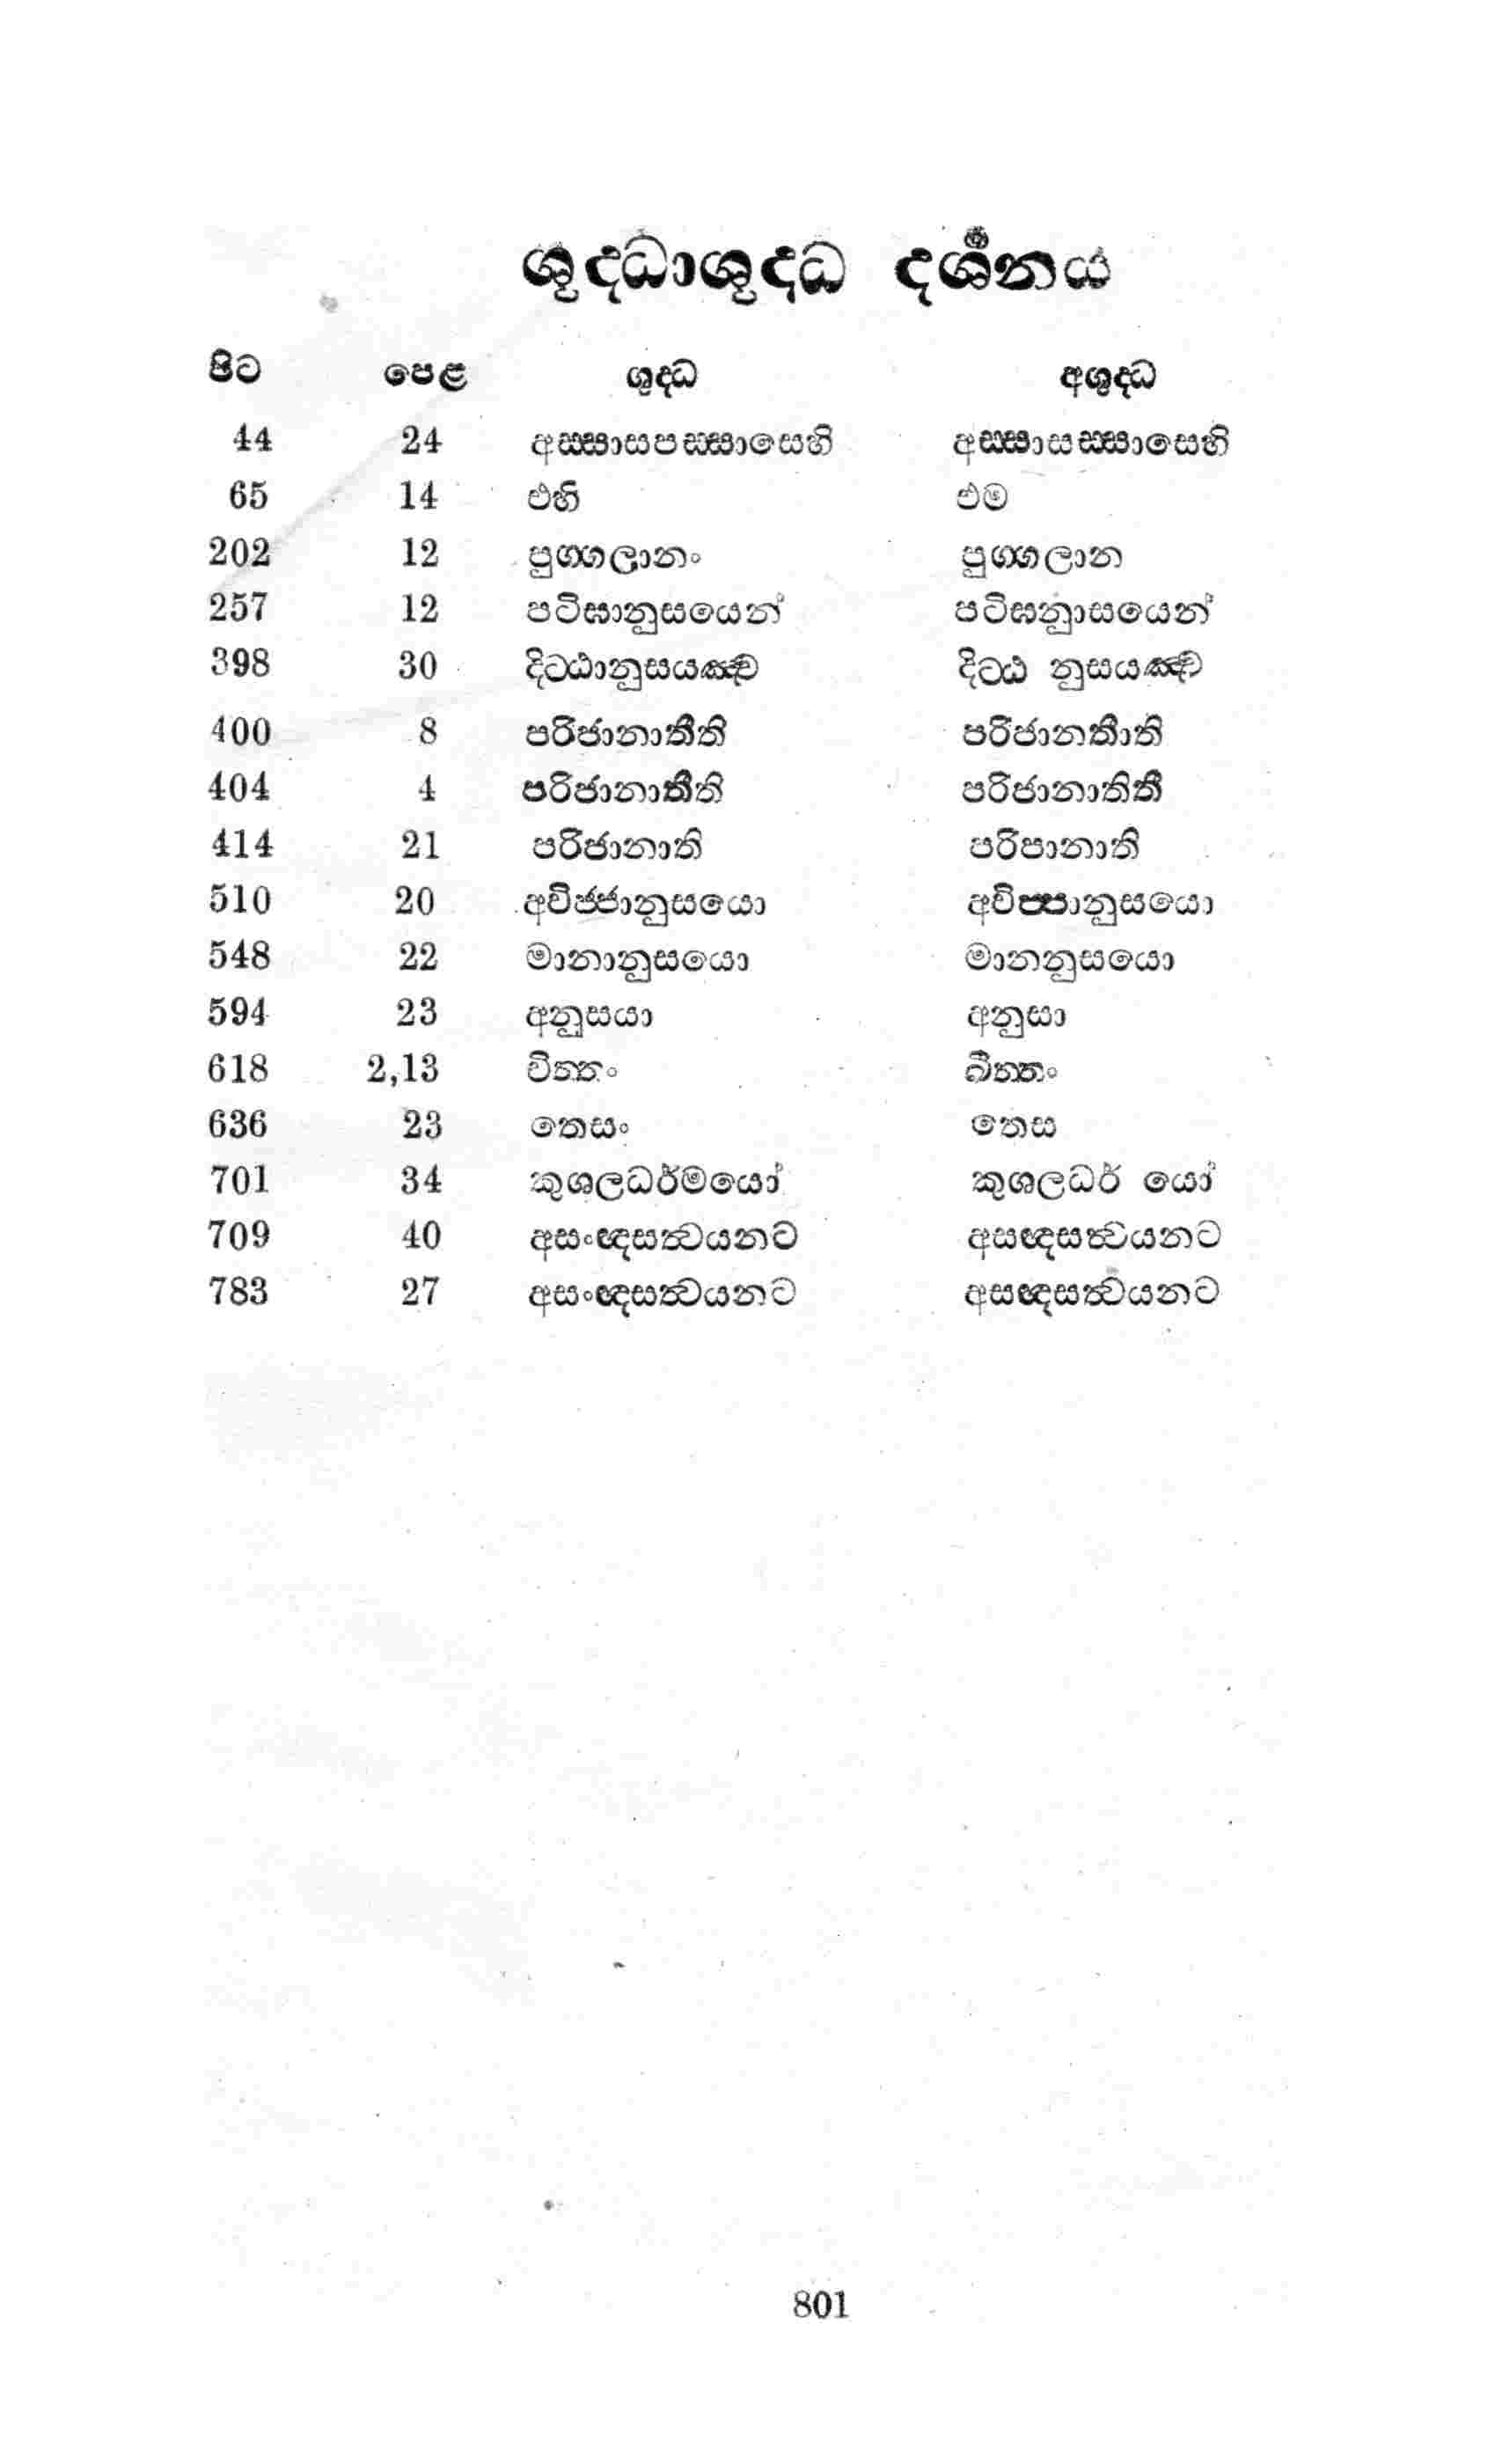 ශුද්ධාශුද්ධ දර්ශනය
පිට පෙළ ශුද්ධ අශුද්ධ
44 24 අස්සාසපස්සාසෙහි අස්සාසස්සාසෙහි
65 14 එහි එම
202 12 පුග්ගලානං පුග්ගලාන
257 12 පටිඝානුසයෙන් පටිඝනුාසයෙන්
398 30 දිට්ඨානුසයඤ්ච දිට්ඨ නුසයඤ්ච
400 8 පරිජානාතීති පරිජානතීාති
404 4 පරිජානාතීති පරිජානාතිතී
414 21 පරිජානාති පරිපානාති
510 20 අවිජ්ජානුසයො අවිප්පානුසයො
548 22 මානානුසයො මානනුසයො
594 23 අනුසයා අනුසා
618 2,13 චිත්තං ඛීත්තං
636 23 තෙසං තෙස
701 34 කුශලධර්මයෝ කුශලධර් යෝ
709 40 අසංඥසත්වයනට අසඥසත්වයනට
783 27 අසංඥසත්වයනට අසඥසත්වයනට
801